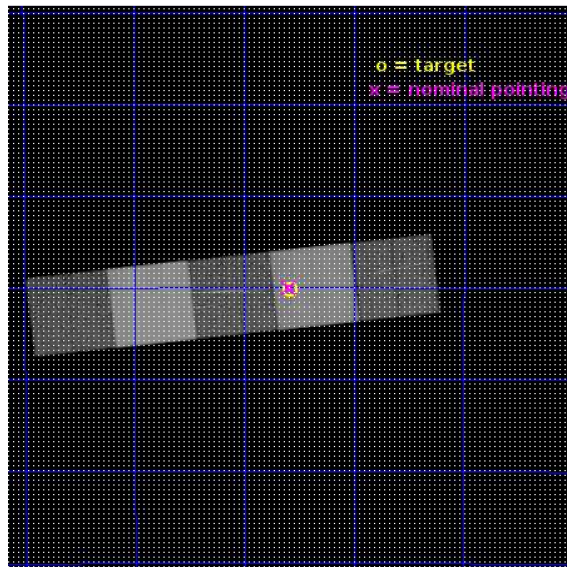 o = target
x = nominal pointing